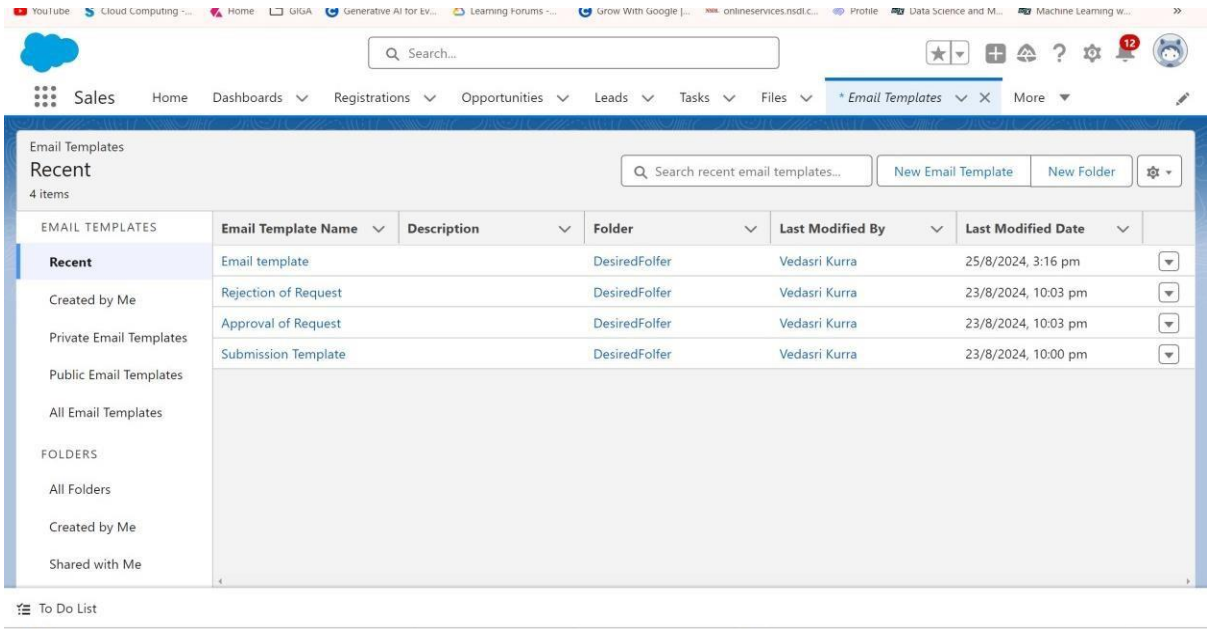 YouTube Cloud Computing -... Home GIGA Generative AI for Ev... Learning Forums -... Grow With Google |... onlineservices.nsdl.c... Profile Data Science and M... Machine Learning w... »
Search... 12
Sales Home Dashboards Registrations Opportunities Leads Tasks Files * Email Templates More
Email Templates
Recent
4 items
Search recent email templates... New Email Template New Folder
EMAIL TEMPLATES Email Template Name Description Folder Last Modified By Last Modified Date
Recent Email template DesiredFolfer Vedasri Kurra 25/8/2024, 3:16 pm
Created by Me Rejection of Request DesiredFolfer Vedasri Kurra 23/8/2024, 10:03 pm
Approval of Request DesiredFolfer Vedasri Kurra 23/8/2024, 10:03 pm
Private Email Templates
Submission Template DesiredFolfer Vedasri Kurra 23/8/2024, 10:00 pm
Public Email Templates
All Email Templates
FOLDERS
All Folders
Created by Me
Shared with Me
To Do List